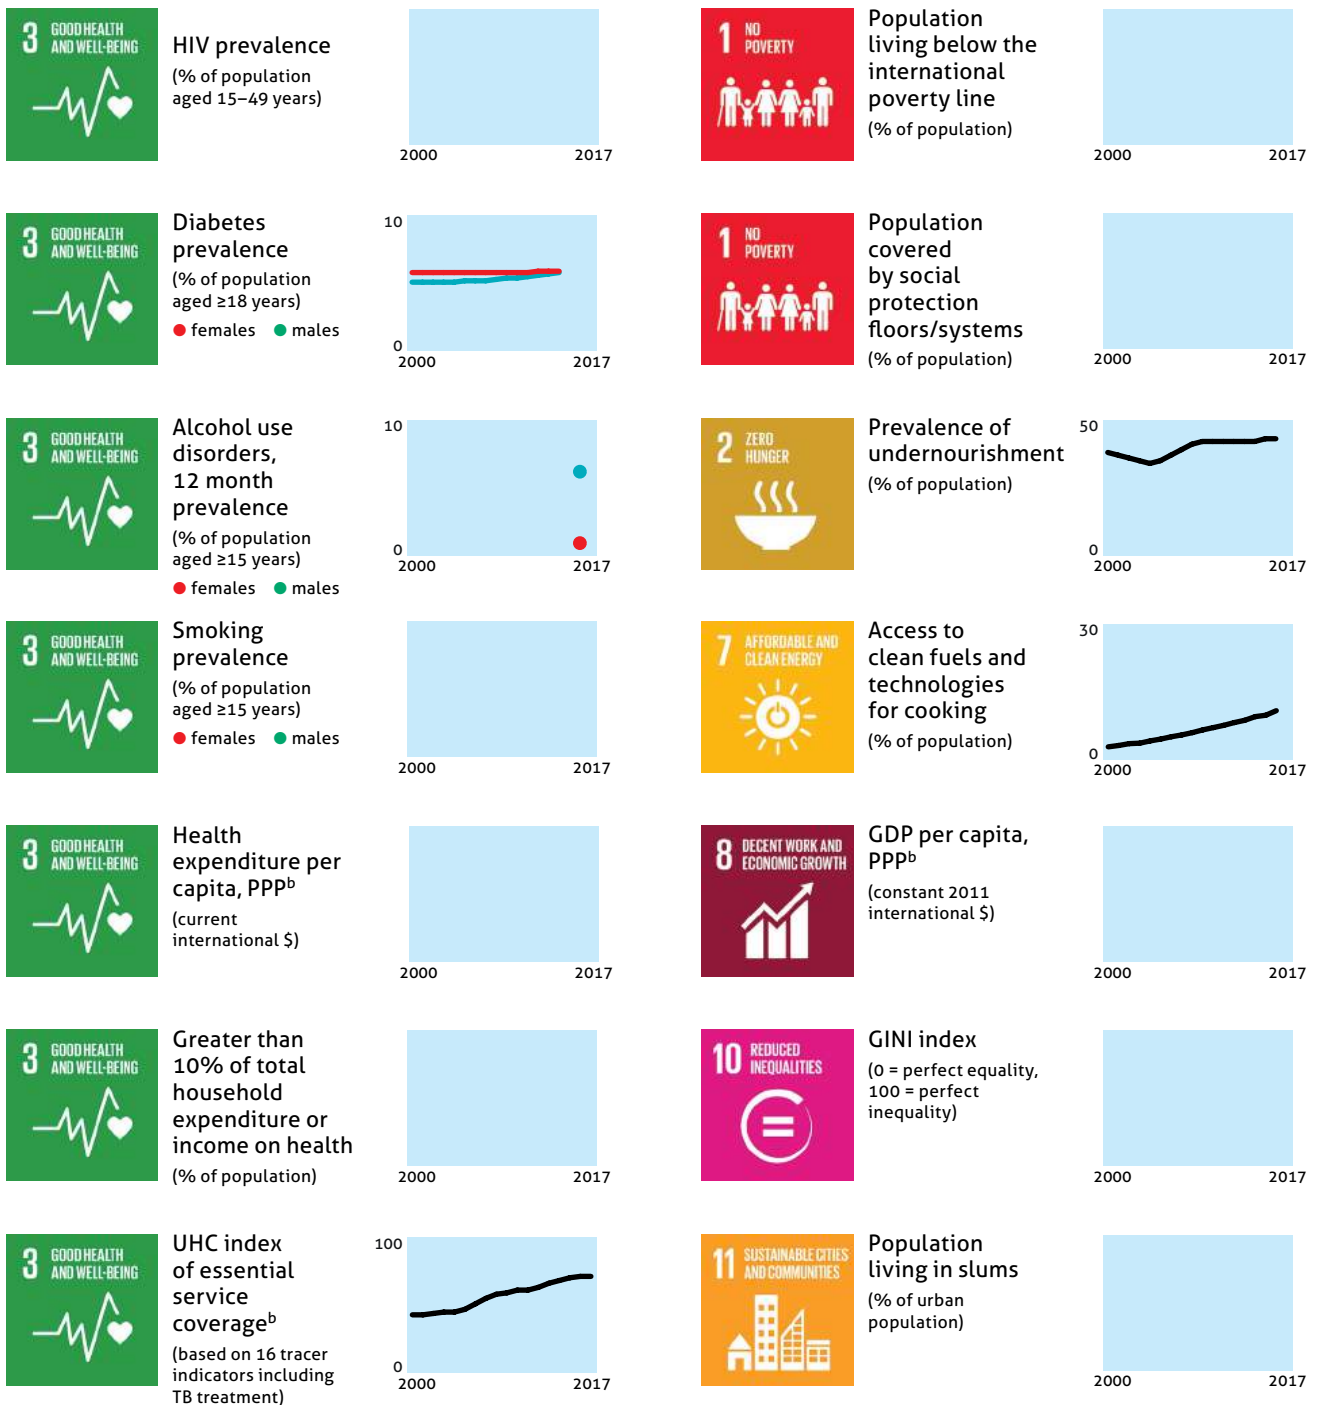 3 GOOD HEALTH
AND WELL-BEING
HIV prevalence
(% of population
aged 15–49 years)
2000 2017
3 GOOD HEALTH
AND WELL-BEING
Diabetes
prevalence
(% of population
aged ≥18 years)
● females ● males
10
0
2000 2017
3 GOOD HEALTH
AND WELL-BEING
Alcohol use
disorders,
12 month
prevalence
(% of population
aged ≥15 years)
● females ● males
10
0
2000 2017
3 GOOD HEALTH
AND WELL-BEING
Smoking
prevalence
(% of population
aged ≥15 years)
● females ● males
2000 2017
3 GOOD HEALTH
AND WELL-BEING
Health
expenditure per
capita, PPPᵇ
(current
international $)
2000 2017
3 GOOD HEALTH
AND WELL-BEING
Greater than
10% of total
household
expenditure or
income on health
(% of population)
2000 2017
3 GOOD HEALTH
AND WELL-BEING
UHC index
of essential
service
coverageᵇ
(based on 16 tracer
indicators including
TB treatment)
100
0
2000 2017
1 NO
POVERTY
Population
living below the
international
poverty line
(% of population)
2000 2017
1 NO
POVERTY
Population
covered
by social
protection
floors/systems
(% of population)
2000 2017
2 ZERO
HUNGER
Prevalence of
undernourishment
(% of population)
50
0
2000 2017
7 AFFORDABLE AND
CLEAN ENERGY
Access to
clean fuels and
technologies
for cooking
(% of population)
30
0
2000 2017
8 DECENT WORK AND
ECONOMIC GROWTH
GDP per capita,
PPPᵇ
(constant 2011
international $)
2000 2017
10 REDUCED
INEQUALITIES
GINI index
(0 = perfect equality,
100 = perfect
inequality)
2000 2017
11 SUSTAINABLE CITIES
AND COMMUNITIES
Population
living in slums
(% of urban
population)
2000 2017